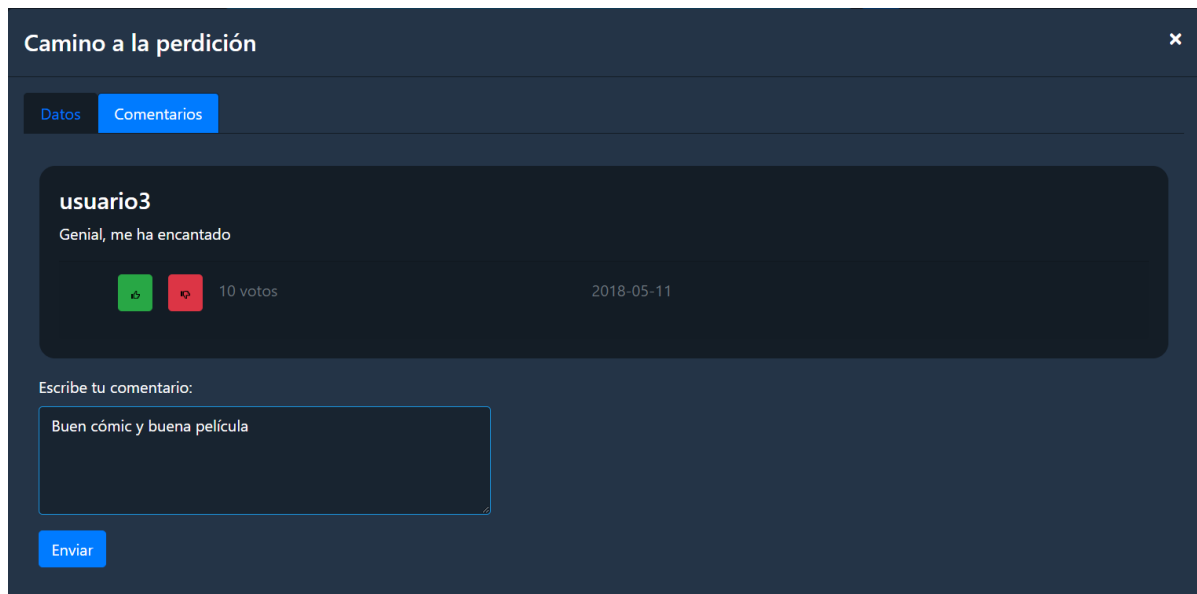 Camino a la perdición
Datos Comentarios
usuario3
Genial, me ha encantado
10 votos 2018-05-11
Escribe tu comentario:
Buen cómic y buena película
Enviar